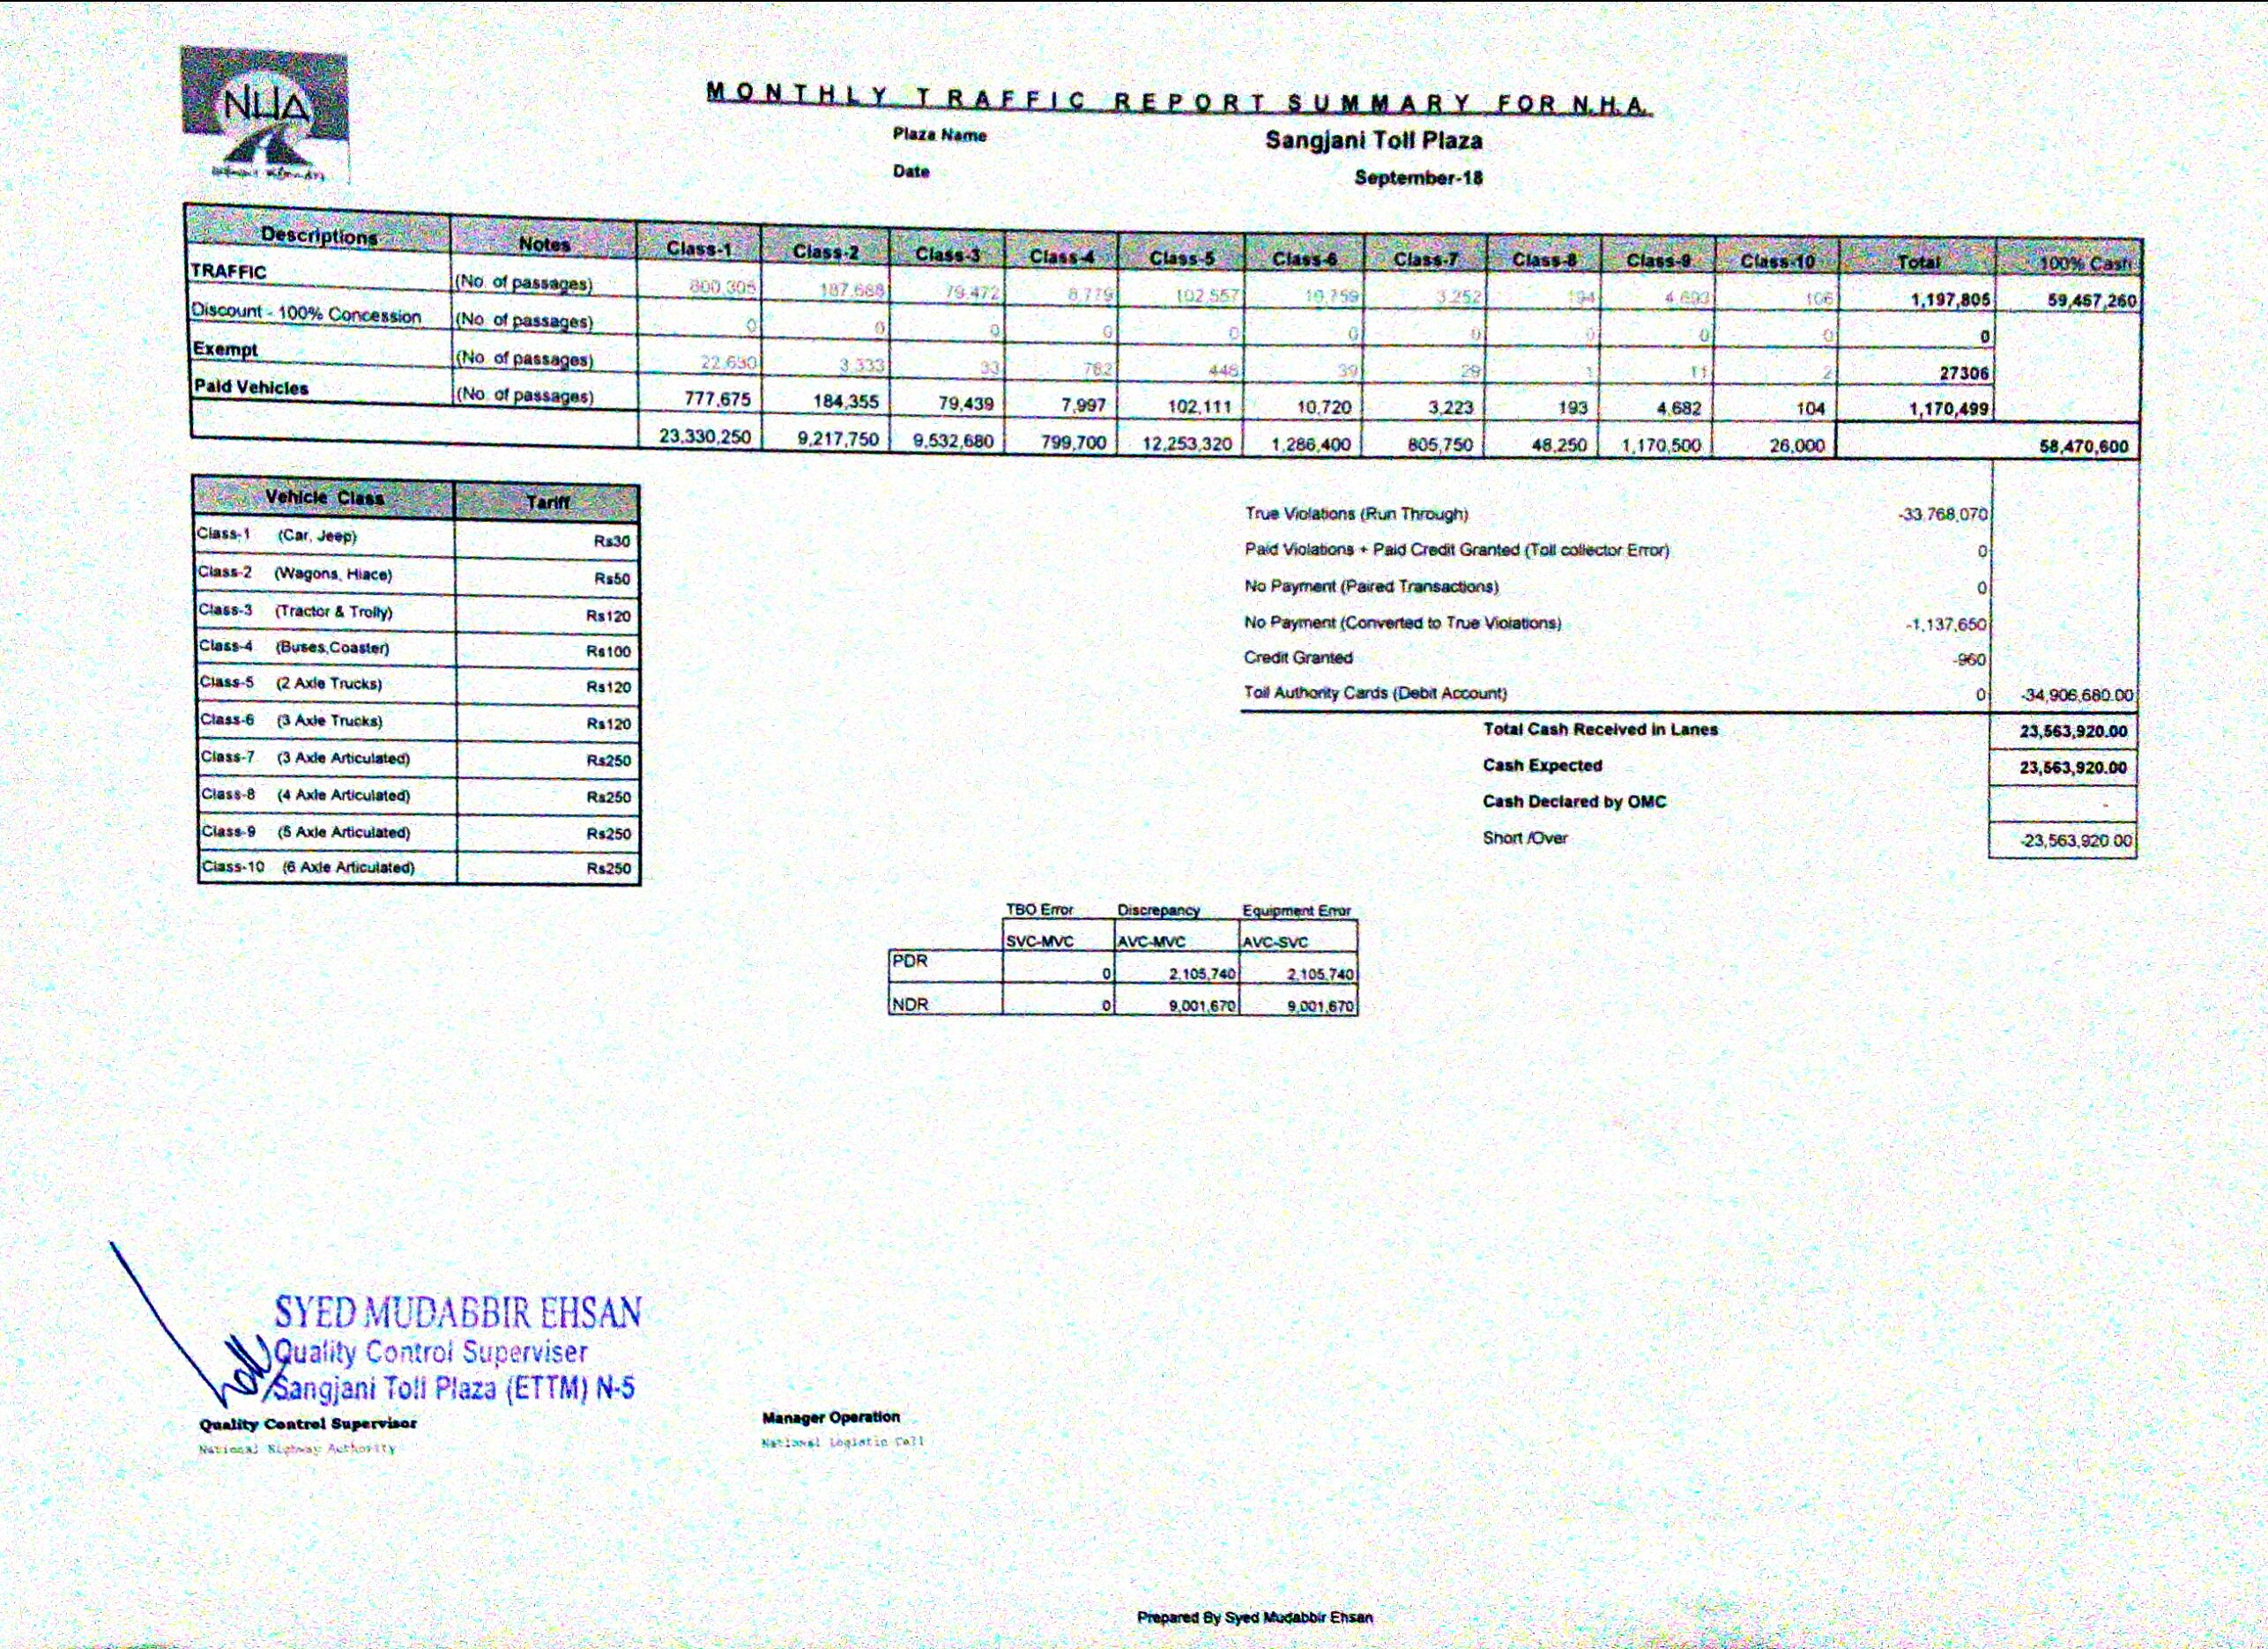 NHA
MONTHLY TRAFFIC REPORT SUMMARY FOR N.H.A.
Plaza Name Sangjani Toll Plaza
Date September-18
Descriptions Notes Class-1 Class-2 Class-3 Class-4 Class-5 Class-6 Class-7 Class-8 Class-9 Class-10 Total 100% Cash
TRAFFIC (No. of passages) 800,305 187,688 79,472 8,779 102,557 10,759 3,252 194 4,693 106 1,197,805 59,457,260
Discount - 100% Concession (No. of passages) 0 0 0 0 0 0 0 0 0 0 0
Exempt (No. of passages) 22,630 3,333 33 782 446 39 29 1 11 2 27306
Paid Vehicles (No. of passages) 777,675 184,355 79,439 7,997 102,111 10,720 3,223 193 4,682 104 1,170,499
23,330,250 9,217,750 9,532,680 799,700 12,253,320 1,286,400 805,750 48,250 1,170,500 26,000 58,470,600
Vehicle Class Tariff
Class-1 (Car, Jeep) Rs30
Class-2 (Wagons, Hiace) Rs50
Class-3 (Tractor & Trolly) Rs120
Class-4 (Buses,Coaster) Rs100
Class-5 (2 Axle Trucks) Rs120
Class-6 (3 Axle Trucks) Rs120
Class-7 (3 Axle Articulated) Rs250
Class-8 (4 Axle Articulated) Rs250
Class-9 (5 Axle Articulated) Rs250
Class-10 (6 Axle Articulated) Rs250
True Violations (Run Through) -33,768,070
Paid Violations + Paid Credit Granted (Toll collector Error) 0
No Payment (Paired Transactions) 0
No Payment (Converted to True Violations) -1,137,650
Credit Granted -960
Toll Authority Cards (Debit Account) 0 -34,906,680.00
Total Cash Received in Lanes 23,563,920.00
Cash Expected 23,563,920.00
Cash Declared by OMC -
Short /Over -23,563,920.00
TBO Error Discrepancy Equipment Error
SVC-MVC AVC-MVC AVC-SVC
PDR 0 2,105,740 2,105,740
NDR 0 9,001,670 9,001,670
SYED MUDABBIR EHSAN
Quality Control Superviser
Sangjani Toll Plaza (ETTM) N-5
Quality Control Supervisor
National Highway Authority
Manager Operation
National Logistic Cell
Prepared By Syed Mudabbir Ehsan